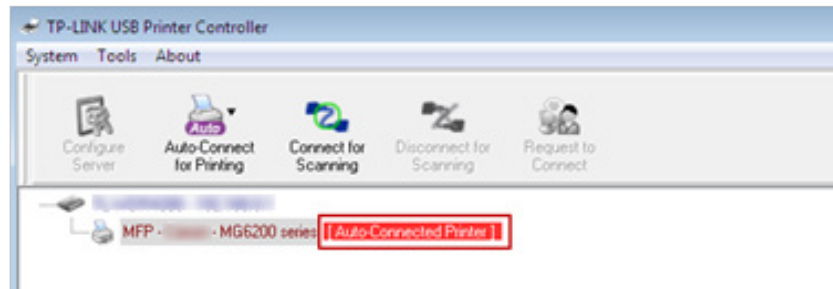 TP-LINK USB Printer Controller
System Tools About
Auto
Configure Server
Auto-Connect for Printing
Connect for Scanning
Disconnect for Scanning
Request to Connect
MFP - - MG6200 series [ Auto-Connected Printer ]